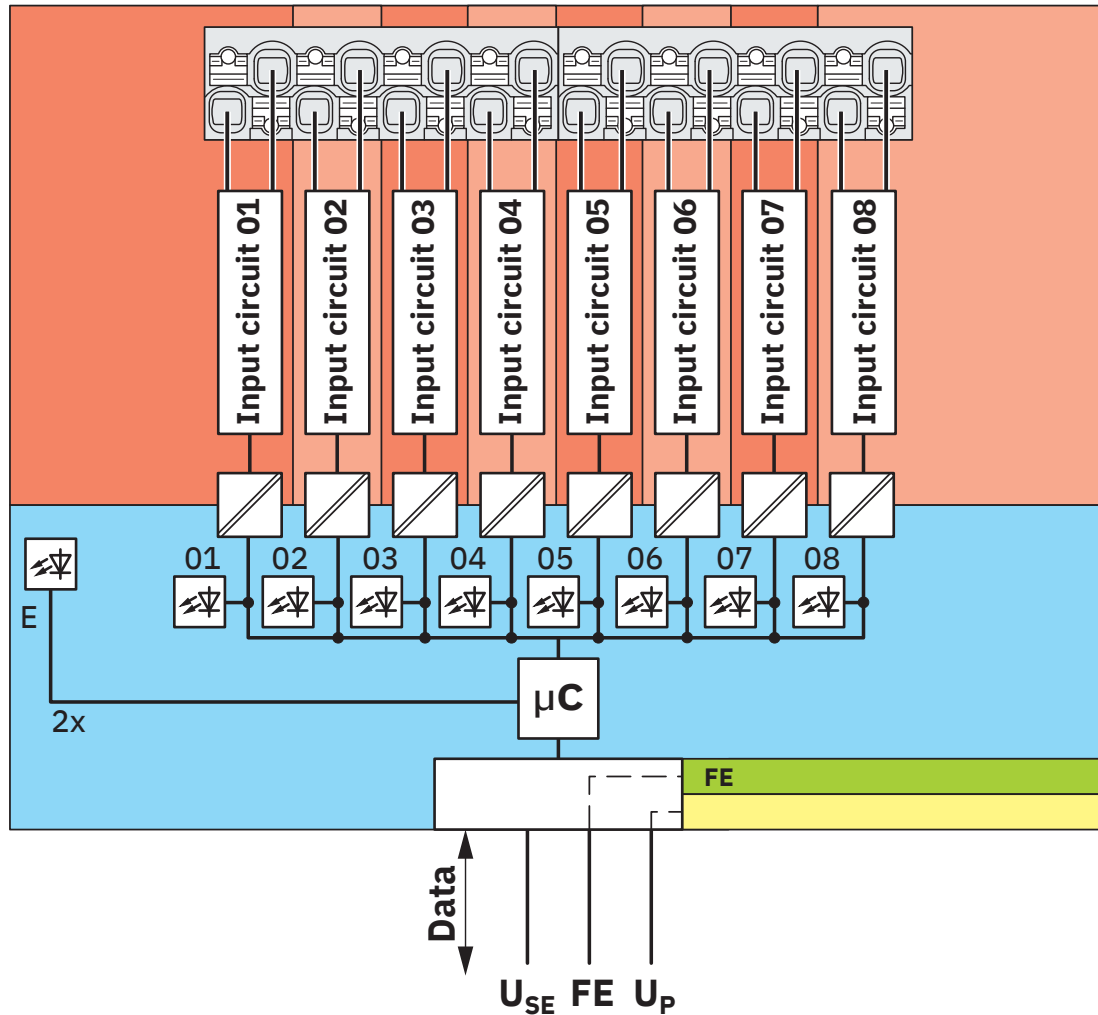 Input circuit 01
Input circuit 02
Input circuit 03
Input circuit 04
Input circuit 05
Input circuit 06
Input circuit 07
Input circuit 08
01 02 03 04 05 06 07 08
E
2x
µC
FE
Data
USE FE UP